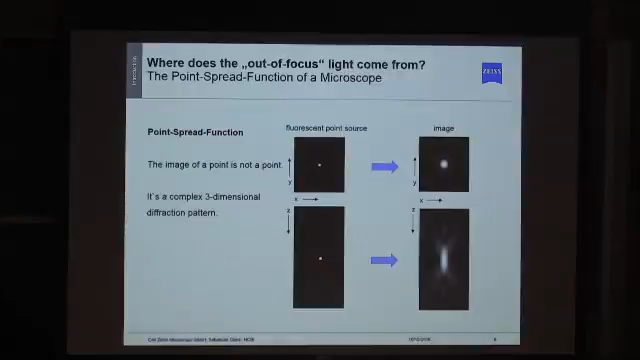 Introduction
Where does the „out-of-focus“ light come from?
The Point-Spread-Function of a Microscope
ZEISS
Point-Spread-Function
fluorescent point source
image
The image of a point is not a point.
It's a complex 3-dimensional
diffraction pattern.
y
x
z
y
x
z